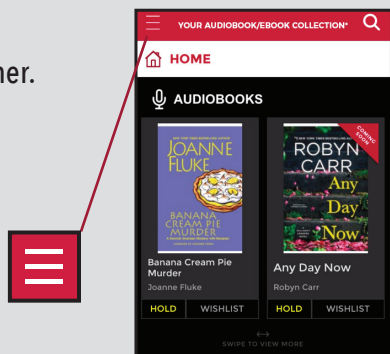 ner.
YOUR AUDIOBOOK/EBOOK COLLECTION*
HOME
AUDIOBOOKS
JOANNE
FLUKE
BANANA
CREAM PIE
MURDER
COMING
SOON
ROBYN
CARR
Any
Day
Now
Banana Cream Pie
Murder
Joanne Fluke
Any Day Now
Robyn Carr
HOLD
WISHLIST
HOLD
WISHLIST
SWIPE TO VIEW MORE